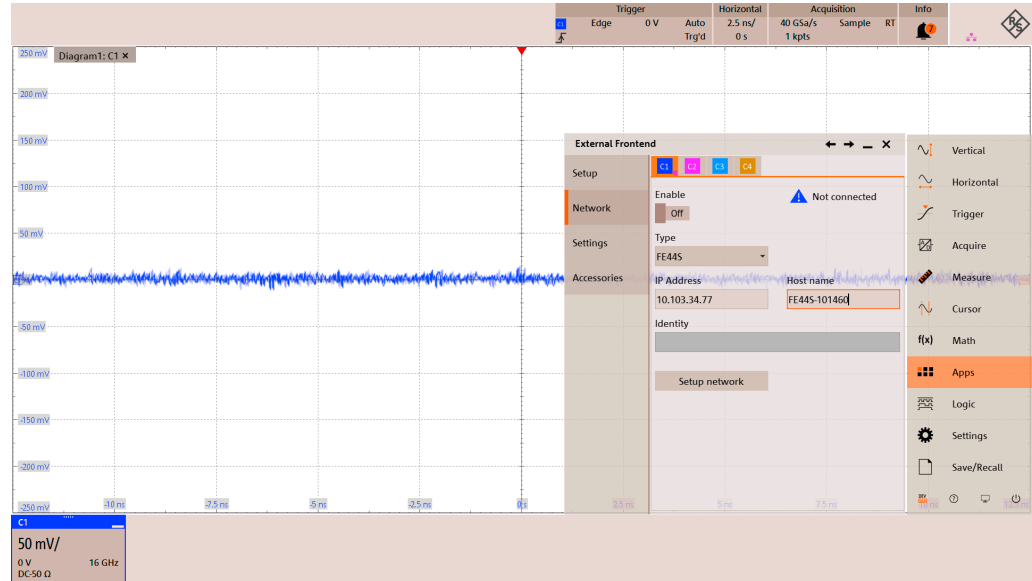 Trigger Horizontal Acquisition Info
C1 Edge 0 V Auto 2.5 ns/ 40 GSa/s Sample RT 7
Trg'd 0 s 1 kpts
R&S
250 mV Diagram1: C1 ×
200 mV
150 mV
100 mV
50 mV
-50 mV
-100 mV
-150 mV
-200 mV
-250 mV
-10 ns -7.5 ns -5 ns -2.5 ns 0 s 2.5 ns 5 ns 7.5 ns 10 ns 12.5 ns
External Frontend
Setup
Network
Settings
Accessories
C1 C2 C3 C4
Enable
Off
Not connected
Type
FE44S
IP Address Host name
10.103.34.77 FE44S-101460
Identity
Setup network
Vertical
Horizontal
Trigger
Acquire
Measure
Cursor
f(x) Math
Apps
Logic
Settings
Save/Recall
C1
50 mV/
0 V 16 GHz
DC-50 Ω